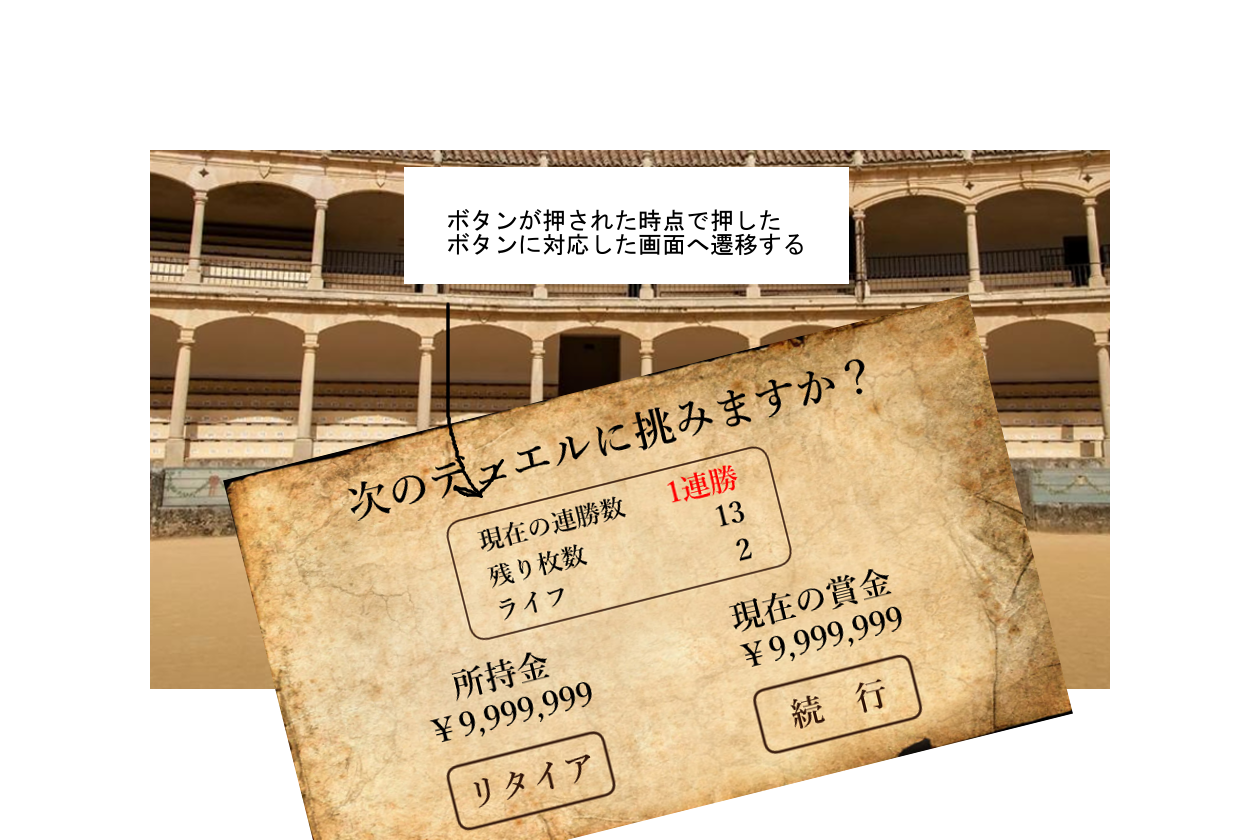 ボタンが押された時点で押した
ボタンに対応した画面へ遷移する
次のデュエルに挑みますか？
現在の連勝数 1連勝
残り枚数 13
ライフ 2
現在の賞金
￥9,999,999
所持金
￥9,999,999
続 行
リタイア